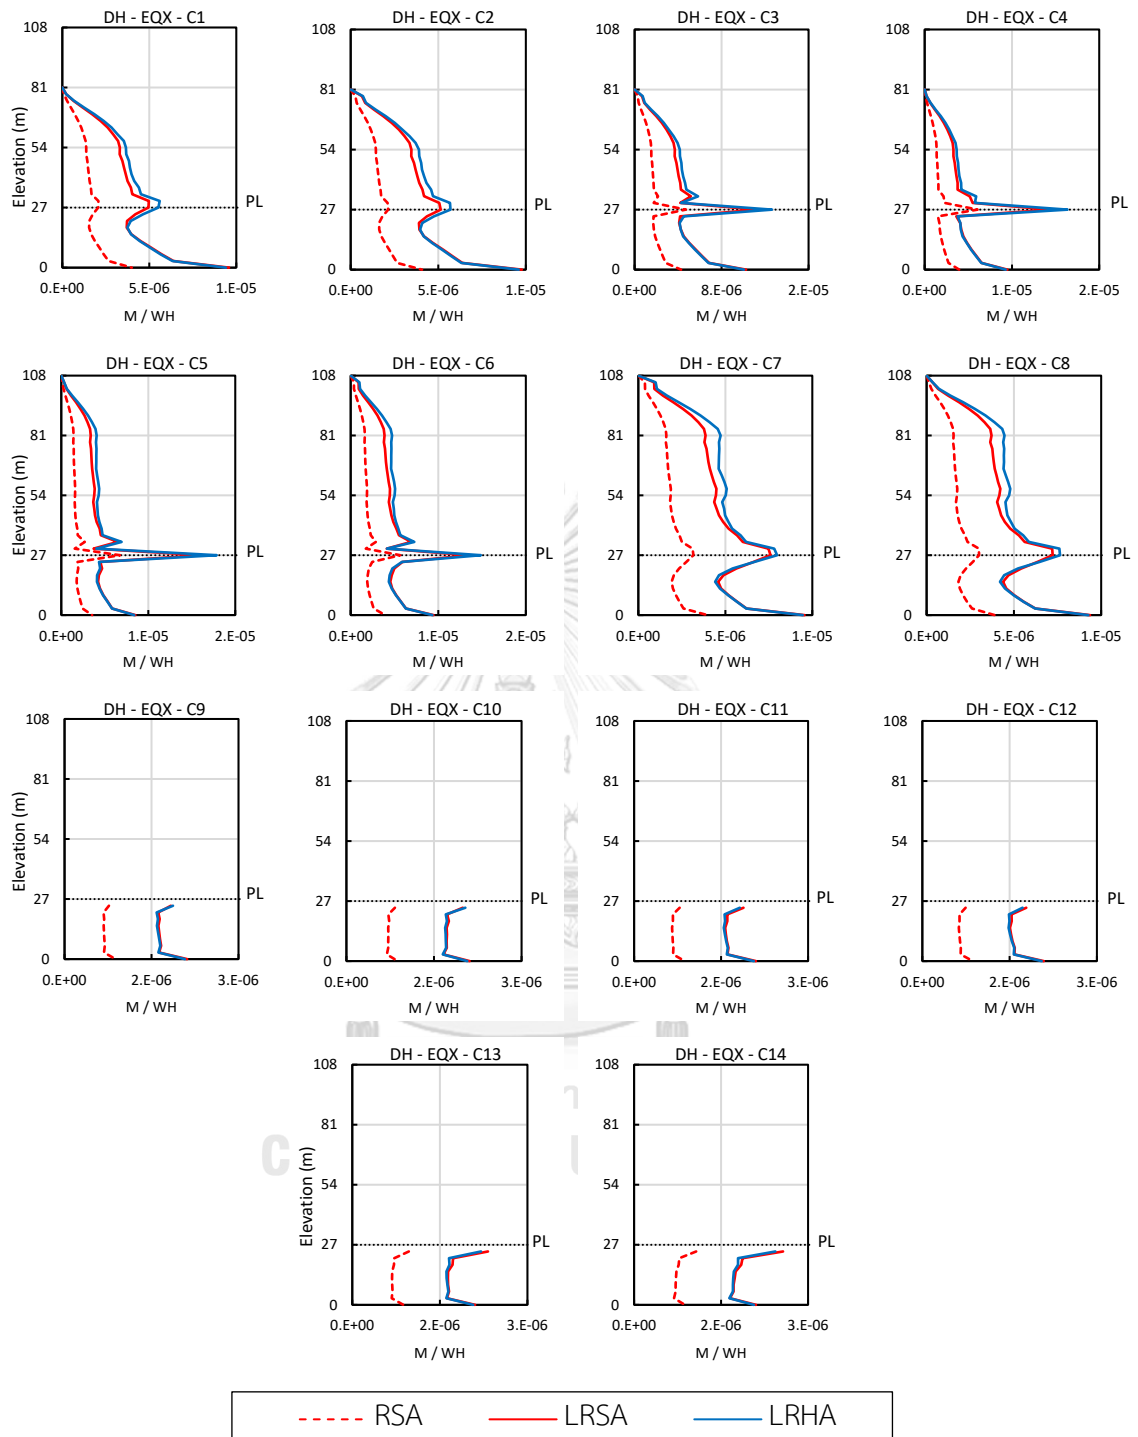 DH - EQX - C1 DH - EQX - C2 DH - EQX - C3 DH - EQX - C4
108 108 108 108
81 81 81 81
54 54 54 54
27 27 27 27
0 0 0 0
PL PL PL PL
Elevation (m)
0.E+00 5.E-06 1.E-05 0.E+00 5.E-06 1.E-05 0.E+00 8.E-06 2.E-05 0.E+00 1.E-05 2.E-05
M / WH M / WH M / WH M / WH
DH - EQX - C5 DH - EQX - C6 DH - EQX - C7 DH - EQX - C8
108 108 108 108
81 81 81 81
54 54 54 54
27 27 27 27
0 0 0 0
PL PL PL PL
Elevation (m)
0.E+00 1.E-05 2.E-05 0.E+00 1.E-05 2.E-05 0.E+00 5.E-06 1.E-05 0.E+00 5.E-06 1.E-05
M / WH M / WH M / WH M / WH
DH - EQX - C9 DH - EQX - C10 DH - EQX - C11 DH - EQX - C12
108 108 108 108
81 81 81 81
54 54 54 54
27 27 27 27
0 0 0 0
PL PL PL PL
Elevation (m)
0.E+00 2.E-06 3.E-06 0.E+00 2.E-06 3.E-06 0.E+00 2.E-06 3.E-06 0.E+00 2.E-06 3.E-06
M / WH M / WH M / WH M / WH
DH - EQX - C13 DH - EQX - C14
108 108
81 81
54 54
27 27
0 0
PL PL
Elevation (m)
0.E+00 2.E-06 3.E-06 0.E+00 2.E-06 3.E-06
M / WH M / WH
RSA LRSA LRHA